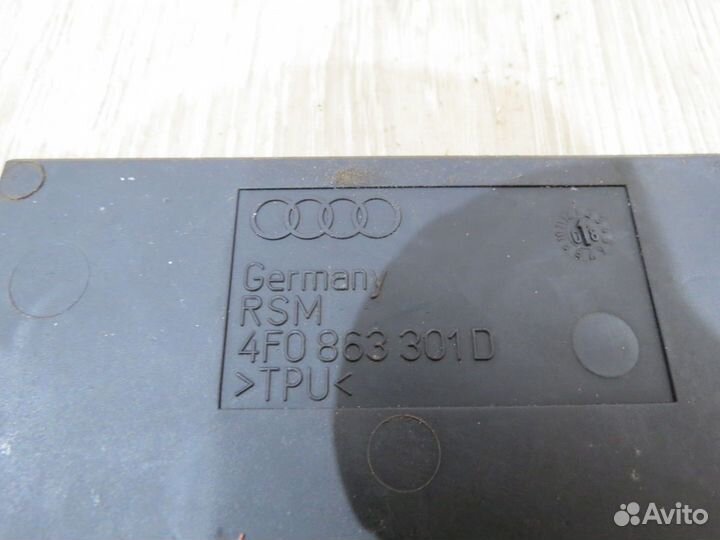 Germany
RSM
4F0 863 301 D
>TPU<
Avito